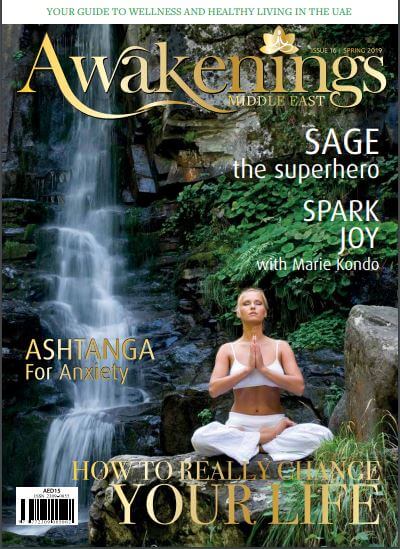 YOUR GUIDE TO WELLNESS AND HEALTHY LIVING IN THE UAE
ISSUE 16 | SPRING 2019
Awakenings
MIDDLE EAST
SAGE
the superhero
SPARK
JOY
with Marie Kondo
ASHTANGA
For Anxiety
HOW TO REALLY CHANGE
YOUR LIFE
AED15